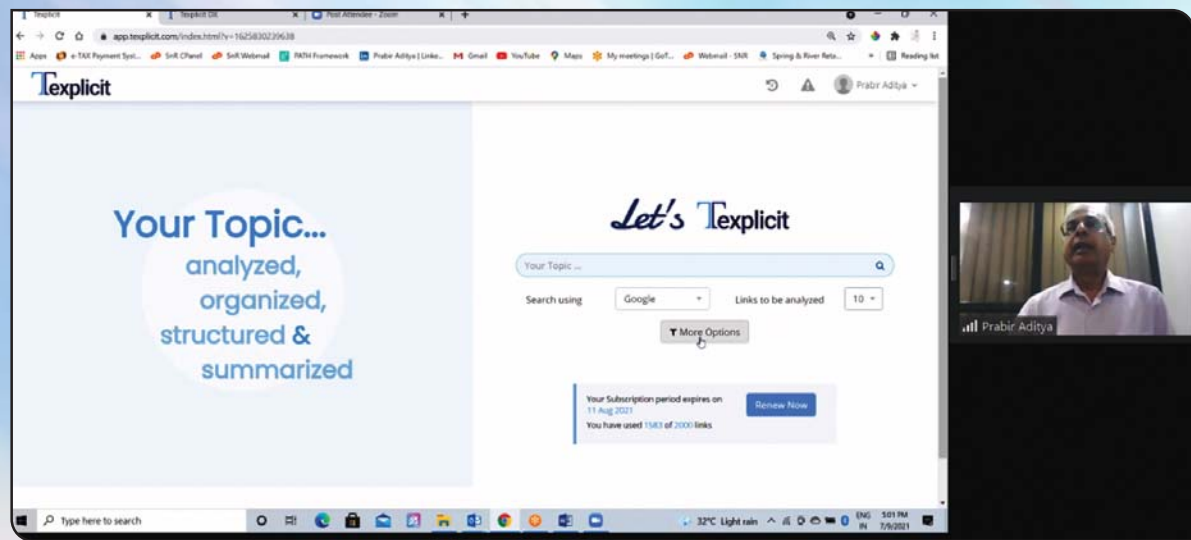 Texplicit
Texplicit DX
Post Attendee - Zoom
app.texplicit.com/index.html?v=1625830239638
Apps
e-TAX Payment Syst...
SnR CPanel
SnR Webmail
PATH Framework
Prabir Aditya | Linke...
Gmail
YouTube
Maps
My meetings | GoT...
Webmail - SNR
Spring & River Reta...
Reading list
Texplicit
Prabir Aditya
Your Topic...
analyzed,
organized,
structured &
summarized
Let's Texplicit
Your Topic ...
Search using
Google
Links to be analyzed
10
More Options
Your Subscription period expires on
11 Aug 2021
You have used 1583 of 2000 links
Renew Now
Prabir Aditya
Type here to search
32°C Light rain
ENG
IN
5:01 PM
7/9/2021